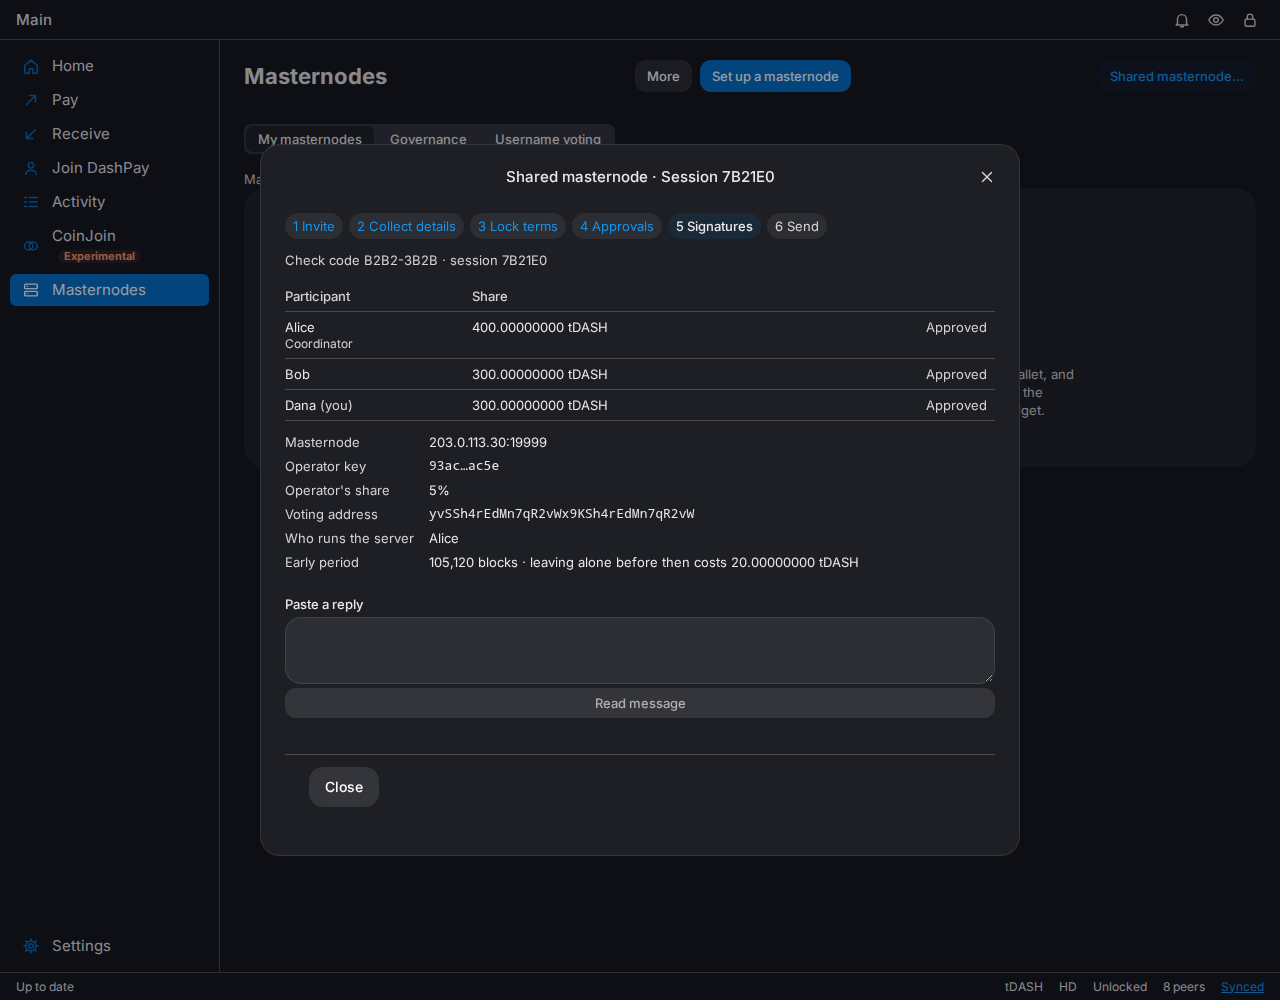 Main
Home
Pay
Receive
Join DashPay
Activity
CoinJoin
Experimental
Masternodes
Settings
Masternodes
More
Set up a masternode
Shared masternode…
My masternodes
Governance
Username voting
Ma
allet, and
the
lget.
Shared masternode · Session 7B21E0
1 Invite
2 Collect details
3 Lock terms
4 Approvals
5 Signatures
6 Send
Check code B2B2-3B2B · session 7B21E0
Participant Share
Alice 400.00000000 tDASH Approved
Coordinator
Bob 300.00000000 tDASH Approved
Dana (you) 300.00000000 tDASH Approved
Masternode 203.0.113.30:19999
Operator key 93ac…ac5e
Operator's share 5%
Voting address yvSSh4rEdMn7qR2vWx9KSh4rEdMn7qR2vW
Who runs the server Alice
Early period 105,120 blocks · leaving alone before then costs 20.00000000 tDASH
Paste a reply
Read message
Close
Up to date
tDASH HD Unlocked 8 peers Synced